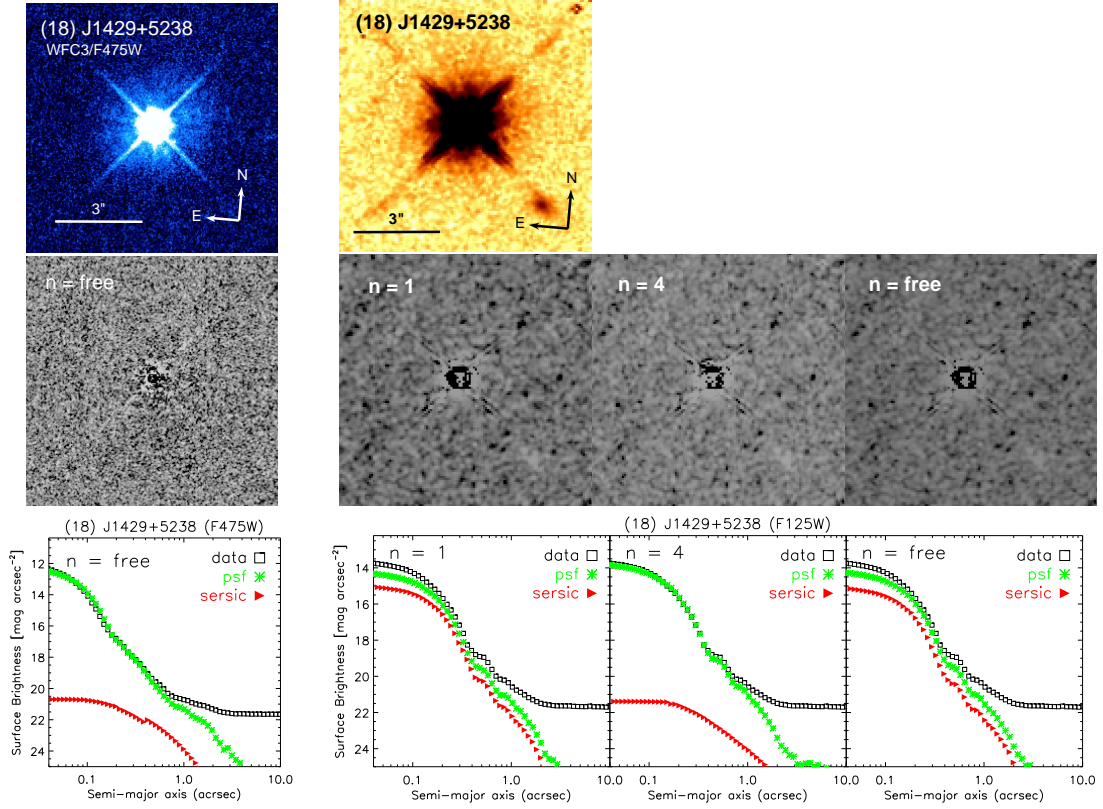 (18) J1429+5238
WFC3/F475W
N
E
3"
(18) J1429+5238
N
E
3"
n = free
n = 1
n = 4
n = free
(18) J1429+5238 (F475W)
n = free
data
psf
sersic
12
14
16
18
20
22
24
Surface Brightness [mag arcsec-2]
0.1
1.0
10.0
Semi-major axis (acrsec)
(18) J1429+5238 (F125W)
n = 1
data
psf
sersic
14
16
18
20
22
24
Surface Brightness [mag arcsec-2]
0.1
1.0
Semi-major axis (acrsec)
n = 4
data
psf
sersic
0.1
1.0
Semi-major axis (acrsec)
n = free
data
psf
sersic
0.0
0.1
1.0
10.0
Semi-major axis (acrsec)